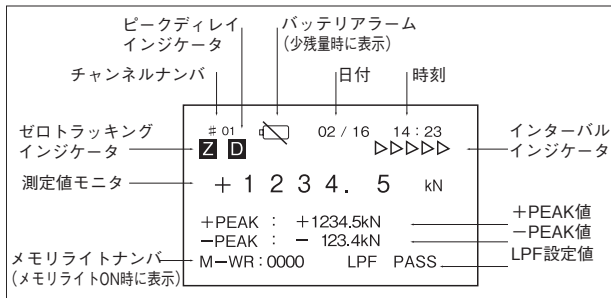 ピークディレイ
インジケータ
バッテリアラーム
(少残量時に表示)
チャンネルナンバ
日付
時刻
ゼロトラッキング
インジケータ
# 01
02 / 16
14 : 23
Z D
▷▷▷▷▷
インターバル
インジケータ
測定値モニタ
+ 1 2 3 4. 5 kN
+PEAK : +1234.5kN
+PEAK値
−PEAK : − 123.4kN
−PEAK値
メモリライトナンバ
(メモリライトON時に表示)
M−WR : 0000 LPF PASS
LPF設定値